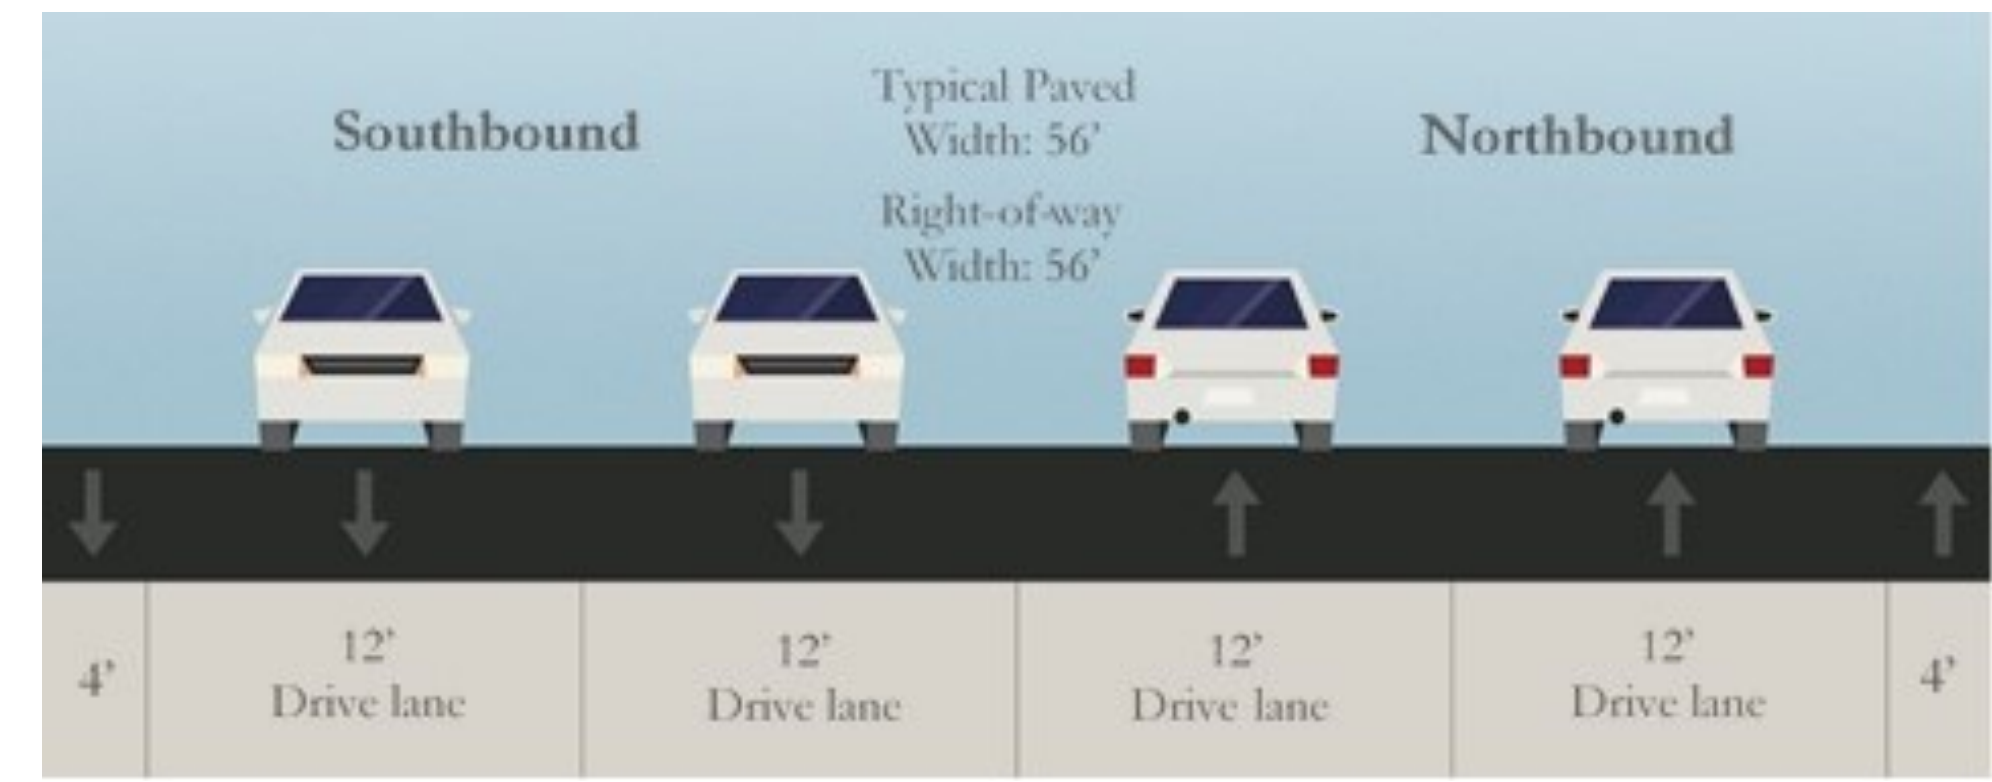 Southbound
Typical Paved
Width: 56’
Right-of-way
Width: 56’
Northbound
4’
12’
Drive lane
12’
Drive lane
12’
Drive lane
12’
Drive lane
4’